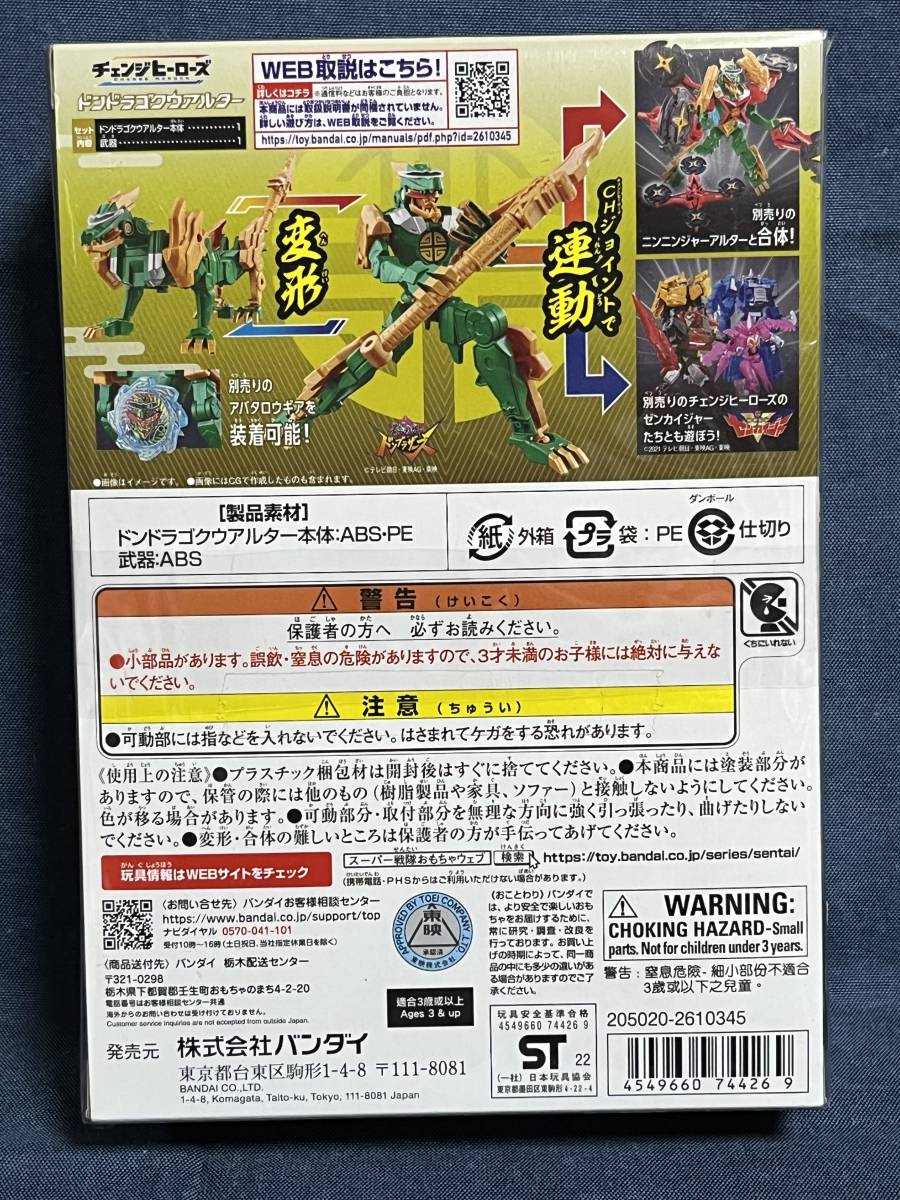 チェンジヒーローズ
CHANGE HEROES
ドンドラゴクウアルター
セット内容
ドンドラゴクウアルター本体…………1
武器…………1
WEB取説はこちら!
詳しくはコチラ ※通信料などはお客様のご負担となります。
本商品には取扱説明書が同梱されていません。
詳しい遊び方は、WEB取説をご覧ください。
https://toy.bandai.co.jp/manuals/pdf.php?id=2610345
変形
CHジョイントで
連動
別売りの
ニンニンジャーアルターと合体!
別売りのチェンジヒーローズの
ゼンカイジャー
たちとも遊ぼう!
ゼンカイジャー
©2021 テレビ朝日・東映AG・東映
別売りの
アバタロウギアを
装着可能!
ドンブラザーズ
©テレビ朝日・東映AG・東映
●画像はイメージです。 ●画像にはCGで作成したものも含まれます。
[製品素材]
ドンドラゴクウアルター本体:ABS・PE
武器:ABS
紙 外箱 プラ 袋:PE ダンボール 仕切り
警告(けいこく)
保護者の方へ 必ずお読みください。
●小部品があります。誤飲・窒息の危険がありますので、3才未満のお子様には絶対に与えな
いでください。
くちにいれない
注意(ちゅうい)
●可動部には指などを入れないでください。はさまれてケガをする恐れがあります。
《使用上の注意》●プラスチック梱包材は開封後はすぐに捨ててください。●本商品には塗装部分が
ありますので、保管の際には他のもの(樹脂製品や家具、ソファー)と接触しないようにしてください。
色が移る場合があります。●可動部分・取付部分を無理な方向に強く引っ張ったり、曲げたりしない
でください。●変形・合体の難しいところは保護者の方が手伝ってあげてください。
玩具情報はWEBサイトをチェック
スーパー戦隊おもちゃウェブ 検索 https://toy.bandai.co.jp/series/sentai/
(携帯電話・PHSからはご利用いただけない場合があります。)
〈お問い合せ先〉バンダイお客様相談センター
https://www.bandai.co.jp/support/top
ナビダイヤル 0570-041-101
受付10時~16時(土日祝日、当社指定休業日を除く)
〈商品送付先〉バンダイ 栃木配送センター
〒321-0298
栃木県下都賀郡壬生町おもちゃのまち4-2-20
電話番号はお客様相談センター共通
海外からのお問い合わせは受け付けておりません。
Customer service inquiries are not accepted from outside Japan.
APPROVED BY TOEI COMPANY, LTD.
東映
承認済
東映株式会社
適合3歳或以上
Ages 3 & up
(おことわり)バンダイで
は、より安全で楽しいおも
ちゃをお届けするために、
常に研究・調査・改良を
行っております。お買い上
げの時期によって、同一商
品の中にも多少の違いがあ
る場合がありますのでご了
承ください。
WARNING:
CHOKING HAZARD-Small
parts. Not for children under 3 years.
警告:窒息危険- 細小部份不適合
3歲或以下之兒童。
発売元 株式会社バンダイ
東京都台東区駒形1-4-8 〒111-8081
BANDAI CO.,LTD.
1-4-8, Komagata, Taito-ku, Tokyo, 111-8081 Japan
玩具安全基準合格
4549660 74426 9
ST 22
(一社)日本玩具協会
東京都墨田区東駒形4-22-4
205020-2610345
4549660 744269